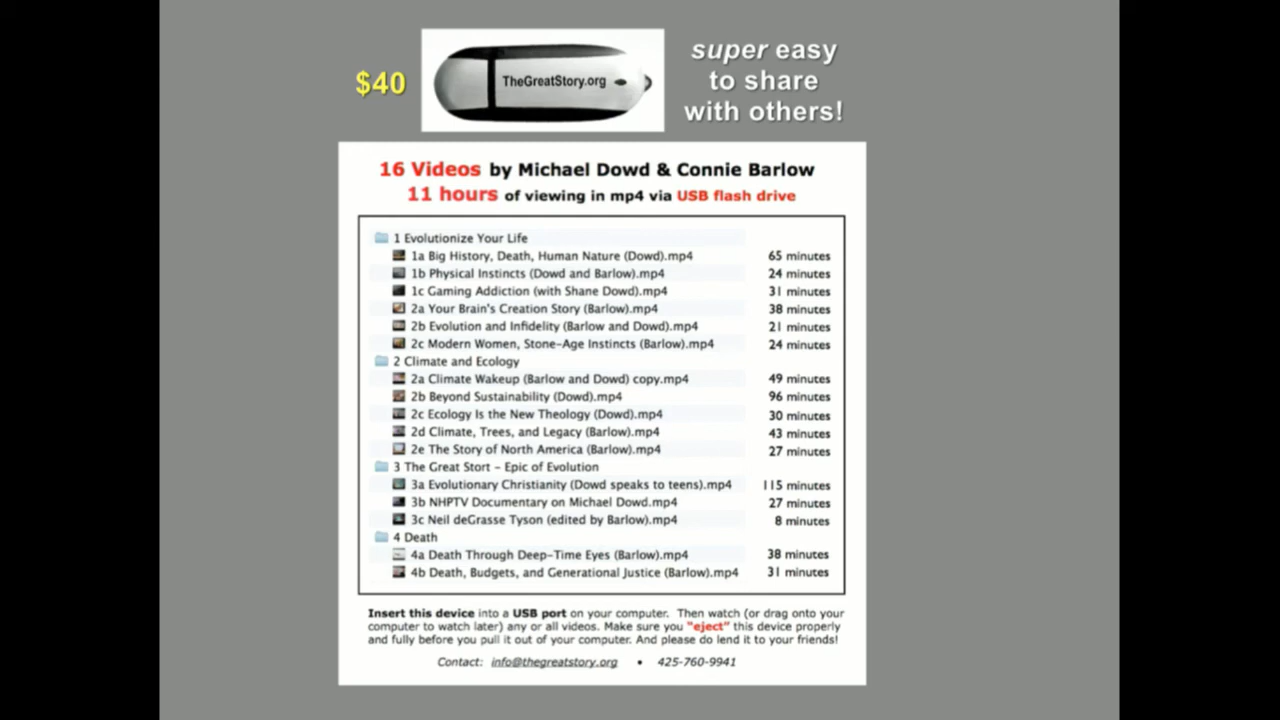 $40
TheGreatStory.org
super easy
to share
with others!
16 Videos by Michael Dowd & Connie Barlow
11 hours of viewing in mp4 via USB flash drive
1 Evolutionize Your Life
1a Big History, Death, Human Nature (Dowd).mp4 65 minutes
1b Physical Instincts (Dowd and Barlow).mp4 24 minutes
1c Gaming Addiction (with Shane Dowd).mp4 31 minutes
2a Your Brain's Creation Story (Barlow).mp4 38 minutes
2b Evolution and Infidelity (Barlow and Dowd).mp4 21 minutes
2c Modern Women, Stone-Age Instincts (Barlow).mp4 24 minutes
2 Climate and Ecology
2a Climate Wakeup (Barlow and Dowd) copy.mp4 49 minutes
2b Beyond Sustainability (Dowd).mp4 96 minutes
2c Ecology Is the New Theology (Dowd).mp4 30 minutes
2d Climate, Trees, and Legacy (Barlow).mp4 43 minutes
2e The Story of North America (Barlow).mp4 27 minutes
3 The Great Stort - Epic of Evolution
3a Evolutionary Christianity (Dowd speaks to teens).mp4 115 minutes
3b NHPTV Documentary on Michael Dowd.mp4 27 minutes
3c Neil deGrasse Tyson (edited by Barlow).mp4 8 minutes
4 Death
4a Death Through Deep-Time Eyes (Barlow).mp4 38 minutes
4b Death, Budgets, and Generational Justice (Barlow).mp4 31 minutes
Insert this device into a USB port on your computer. Then watch (or drag onto your
computer to watch later) any or all videos. Make sure you "eject" this device properly
and fully before you pull it out of your computer. And please do lend it to your friends!
Contact: info@thegreatstory.org • 425-760-9941